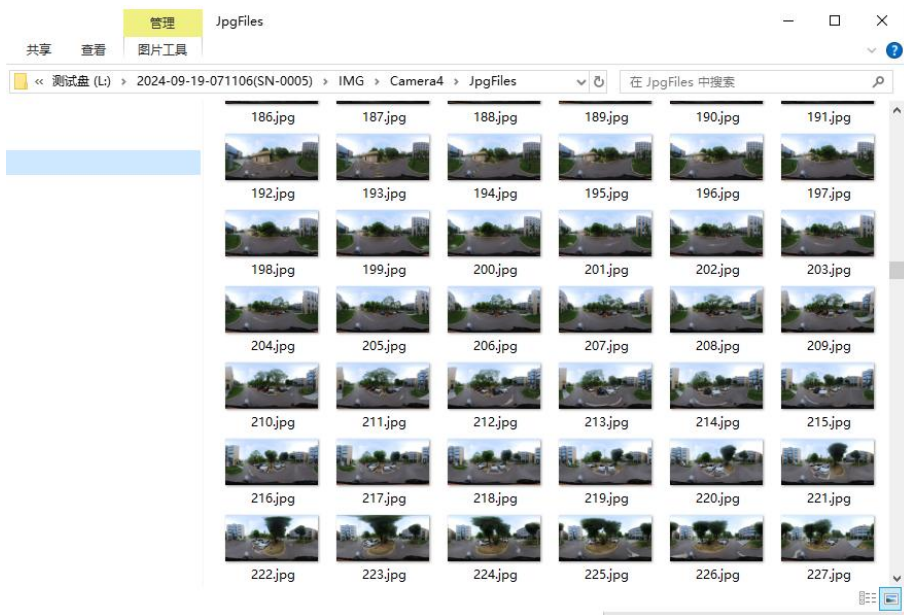 管理 JpgFiles
共享 查看 图片工具
« 测试盘 (L:) › 2024-09-19-071106(SN-0005) › IMG › Camera4 › JpgFiles 在 JpgFiles 中搜索
186.jpg 187.jpg 188.jpg 189.jpg 190.jpg 191.jpg
192.jpg 193.jpg 194.jpg 195.jpg 196.jpg 197.jpg
198.jpg 199.jpg 200.jpg 201.jpg 202.jpg 203.jpg
204.jpg 205.jpg 206.jpg 207.jpg 208.jpg 209.jpg
210.jpg 211.jpg 212.jpg 213.jpg 214.jpg 215.jpg
216.jpg 217.jpg 218.jpg 219.jpg 220.jpg 221.jpg
222.jpg 223.jpg 224.jpg 225.jpg 226.jpg 227.jpg